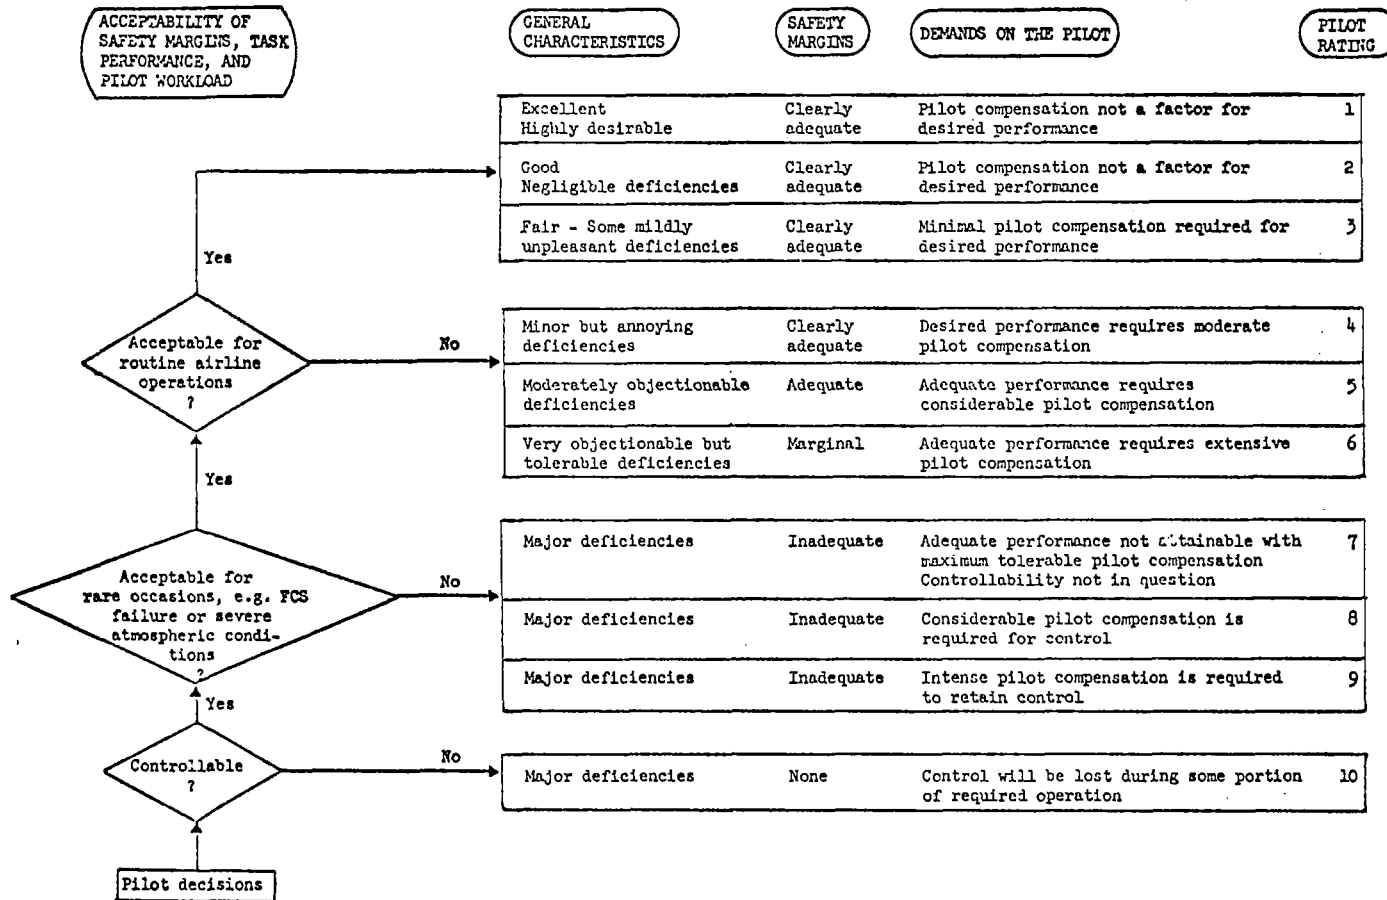 ACCEPTABILITY OF
SAFETY MARGINS, TASK
PERFORMANCE, AND
PILOT WORKLOAD
GENERAL
CHARACTERISTICS
SAFETY
MARGINS
DEMANDS ON THE PILOT
PILOT
RATING
Excellent
Highly desirable
Clearly
adequate
Pilot compensation not a factor for
desired performance
1
Good
Negligible deficiencies
Clearly
adequate
Pilot compensation not a factor for
desired performance
2
Fair - Some mildly
unpleasant deficiencies
Clearly
adequate
Minimal pilot compensation required for
desired performance
3
Yes
Acceptable for
routine airline
operations
?
No
Minor but annoying
deficiencies
Clearly
adequate
Desired performance requires moderate
pilot compensation
4
Moderately objectionable
deficiencies
Adequate
Adequate performance requires
considerable pilot compensation
5
Very objectionable but
tolerable deficiencies
Marginal
Adequate performance requires extensive
pilot compensation
6
Yes
Acceptable for
rare occasions, e.g. FCS
failure or severe
atmospheric condi-
tions
?
No
Major deficiencies
Inadequate
Adequate performance not attainable with
maximum tolerable pilot compensation
Controllability not in question
7
Major deficiencies
Inadequate
Considerable pilot compensation is
required for control
8
Major deficiencies
Inadequate
Intense pilot compensation is required
to retain control
9
Yes
Controllable
?
No
Major deficiencies
None
Control will be lost during some portion
of required operation
10
Pilot decisions